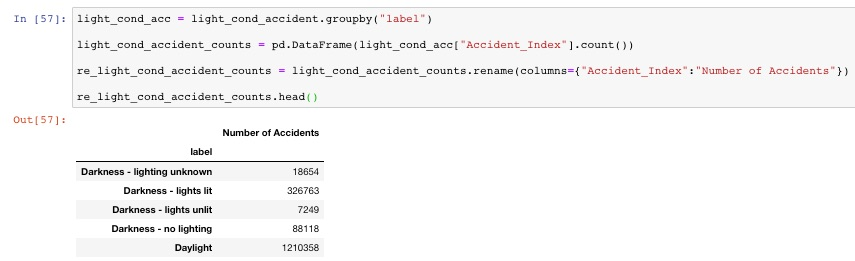 In [57]: light_cond_acc = light_cond_accident.groupby("label")
light_cond_accident_counts = pd.DataFrame(light_cond_acc["Accident_Index"].count())
re_light_cond_accident_counts = light_cond_accident_counts.rename(columns={"Accident_Index":"Number of Accidents"})
re_light_cond_accident_counts.head()
Out[57]:
Number of Accidents
label
Darkness - lighting unknown 18654
Darkness - lights lit 326763
Darkness - lights unlit 7249
Darkness - no lighting 88118
Daylight 1210358